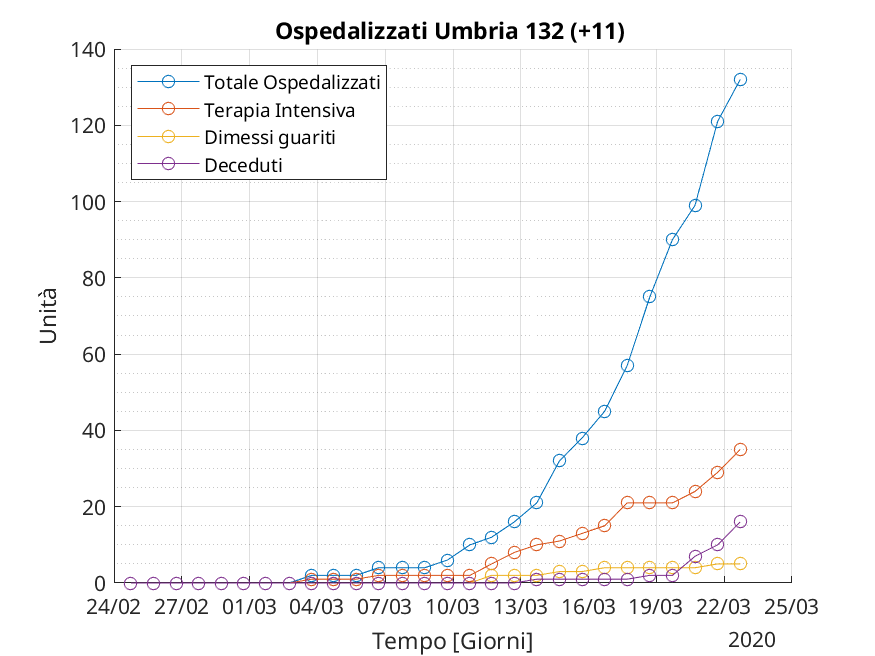 Ospedalizzati Umbria 132 (+11)
140
120
100
80
60
40
20
0
Unità
Totale Ospedalizzati
Terapia Intensiva
Dimessi guariti
Deceduti
24/02 27/02 01/03 04/03 07/03 10/03 13/03 16/03 19/03 22/03 25/03
Tempo [Giorni]
2020